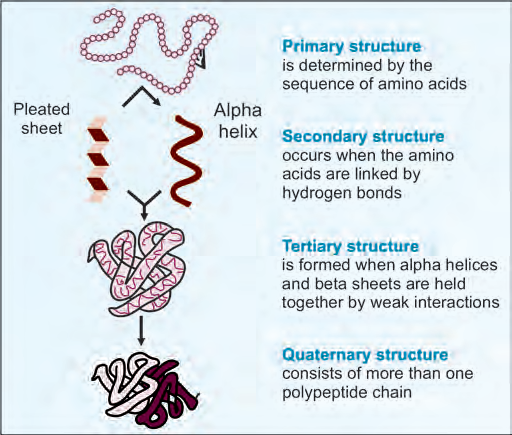 Primary structure
is determined by the
sequence of amino acids
Pleated
sheet
Alpha
helix
Secondary structure
occurs when the amino
acids are linked by
hydrogen bonds
Tertiary structure
is formed when alpha helices
and beta sheets are held
together by weak interactions
Quaternary structure
consists of more than one
polypeptide chain